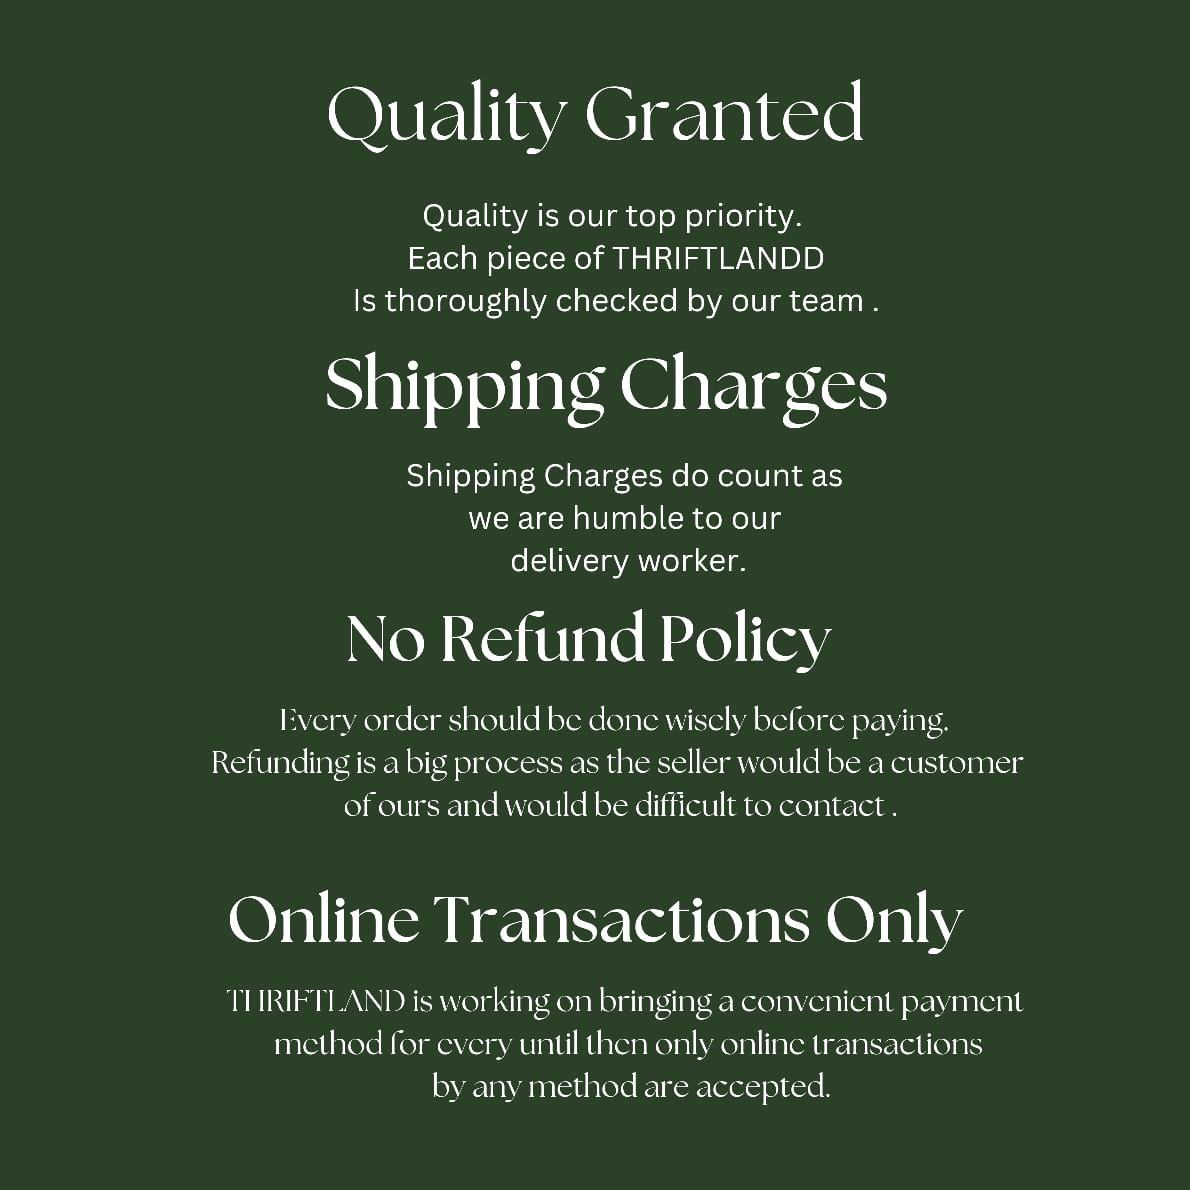 Quality Granted
Quality is our top priority.
Each piece of THRIFTLANDD
Is thoroughly checked by our team .
Shipping Charges
Shipping Charges do count as
we are humble to our
delivery worker.
No Refund Policy
Every order should be done wisely before paying.
Refunding is a big process as the seller would be a customer
of ours and would be difficult to contact .
Online Transactions Only
THRIFTLAND is working on bringing a convenient payment
method for every until then only online transactions
by any method are accepted.